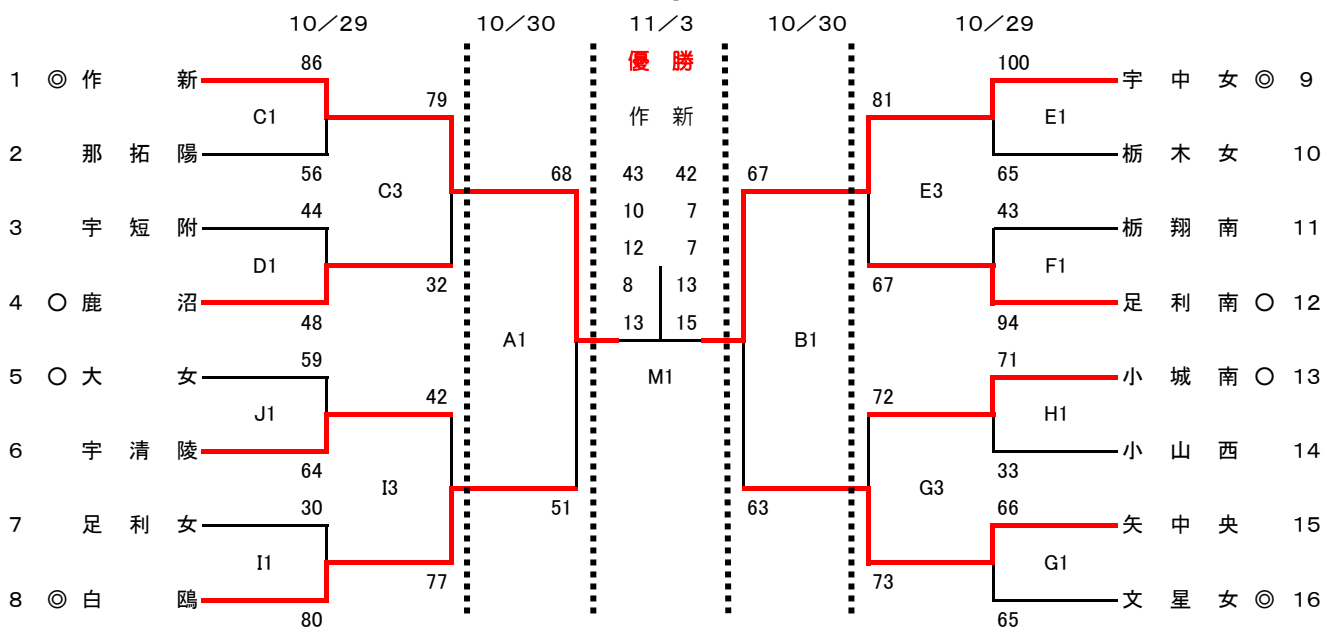 10／29 10／30 11／3 10／30 10／29
優 勝
86 100
1 ◎ 作 新 宇 中 女 ◎ 9
79 81
C1 作 新 E1
2 那 拓 陽 栃 木 女 10
56 68 43 42 67 65
C3 E3
44 10 7 43
3 宇 短 附 栃 翔 南 11
12 7
D1 F1
32 8 13 67
4 ○ 鹿 沼 足 利 南 ○ 12
48 13 15 94
A1 B1
59 71
5 ○ 大 女 M1 小 城 南 ○ 13
42 72
J1 H1
6 宇 清 陵 小 山 西 14
64 33
I3 G3
30 51 63 66
7 足 利 女 矢 中 央 15
I1 G1
77 73
8 ◎ 白 鴎 文 星 女 ◎ 16
80 65